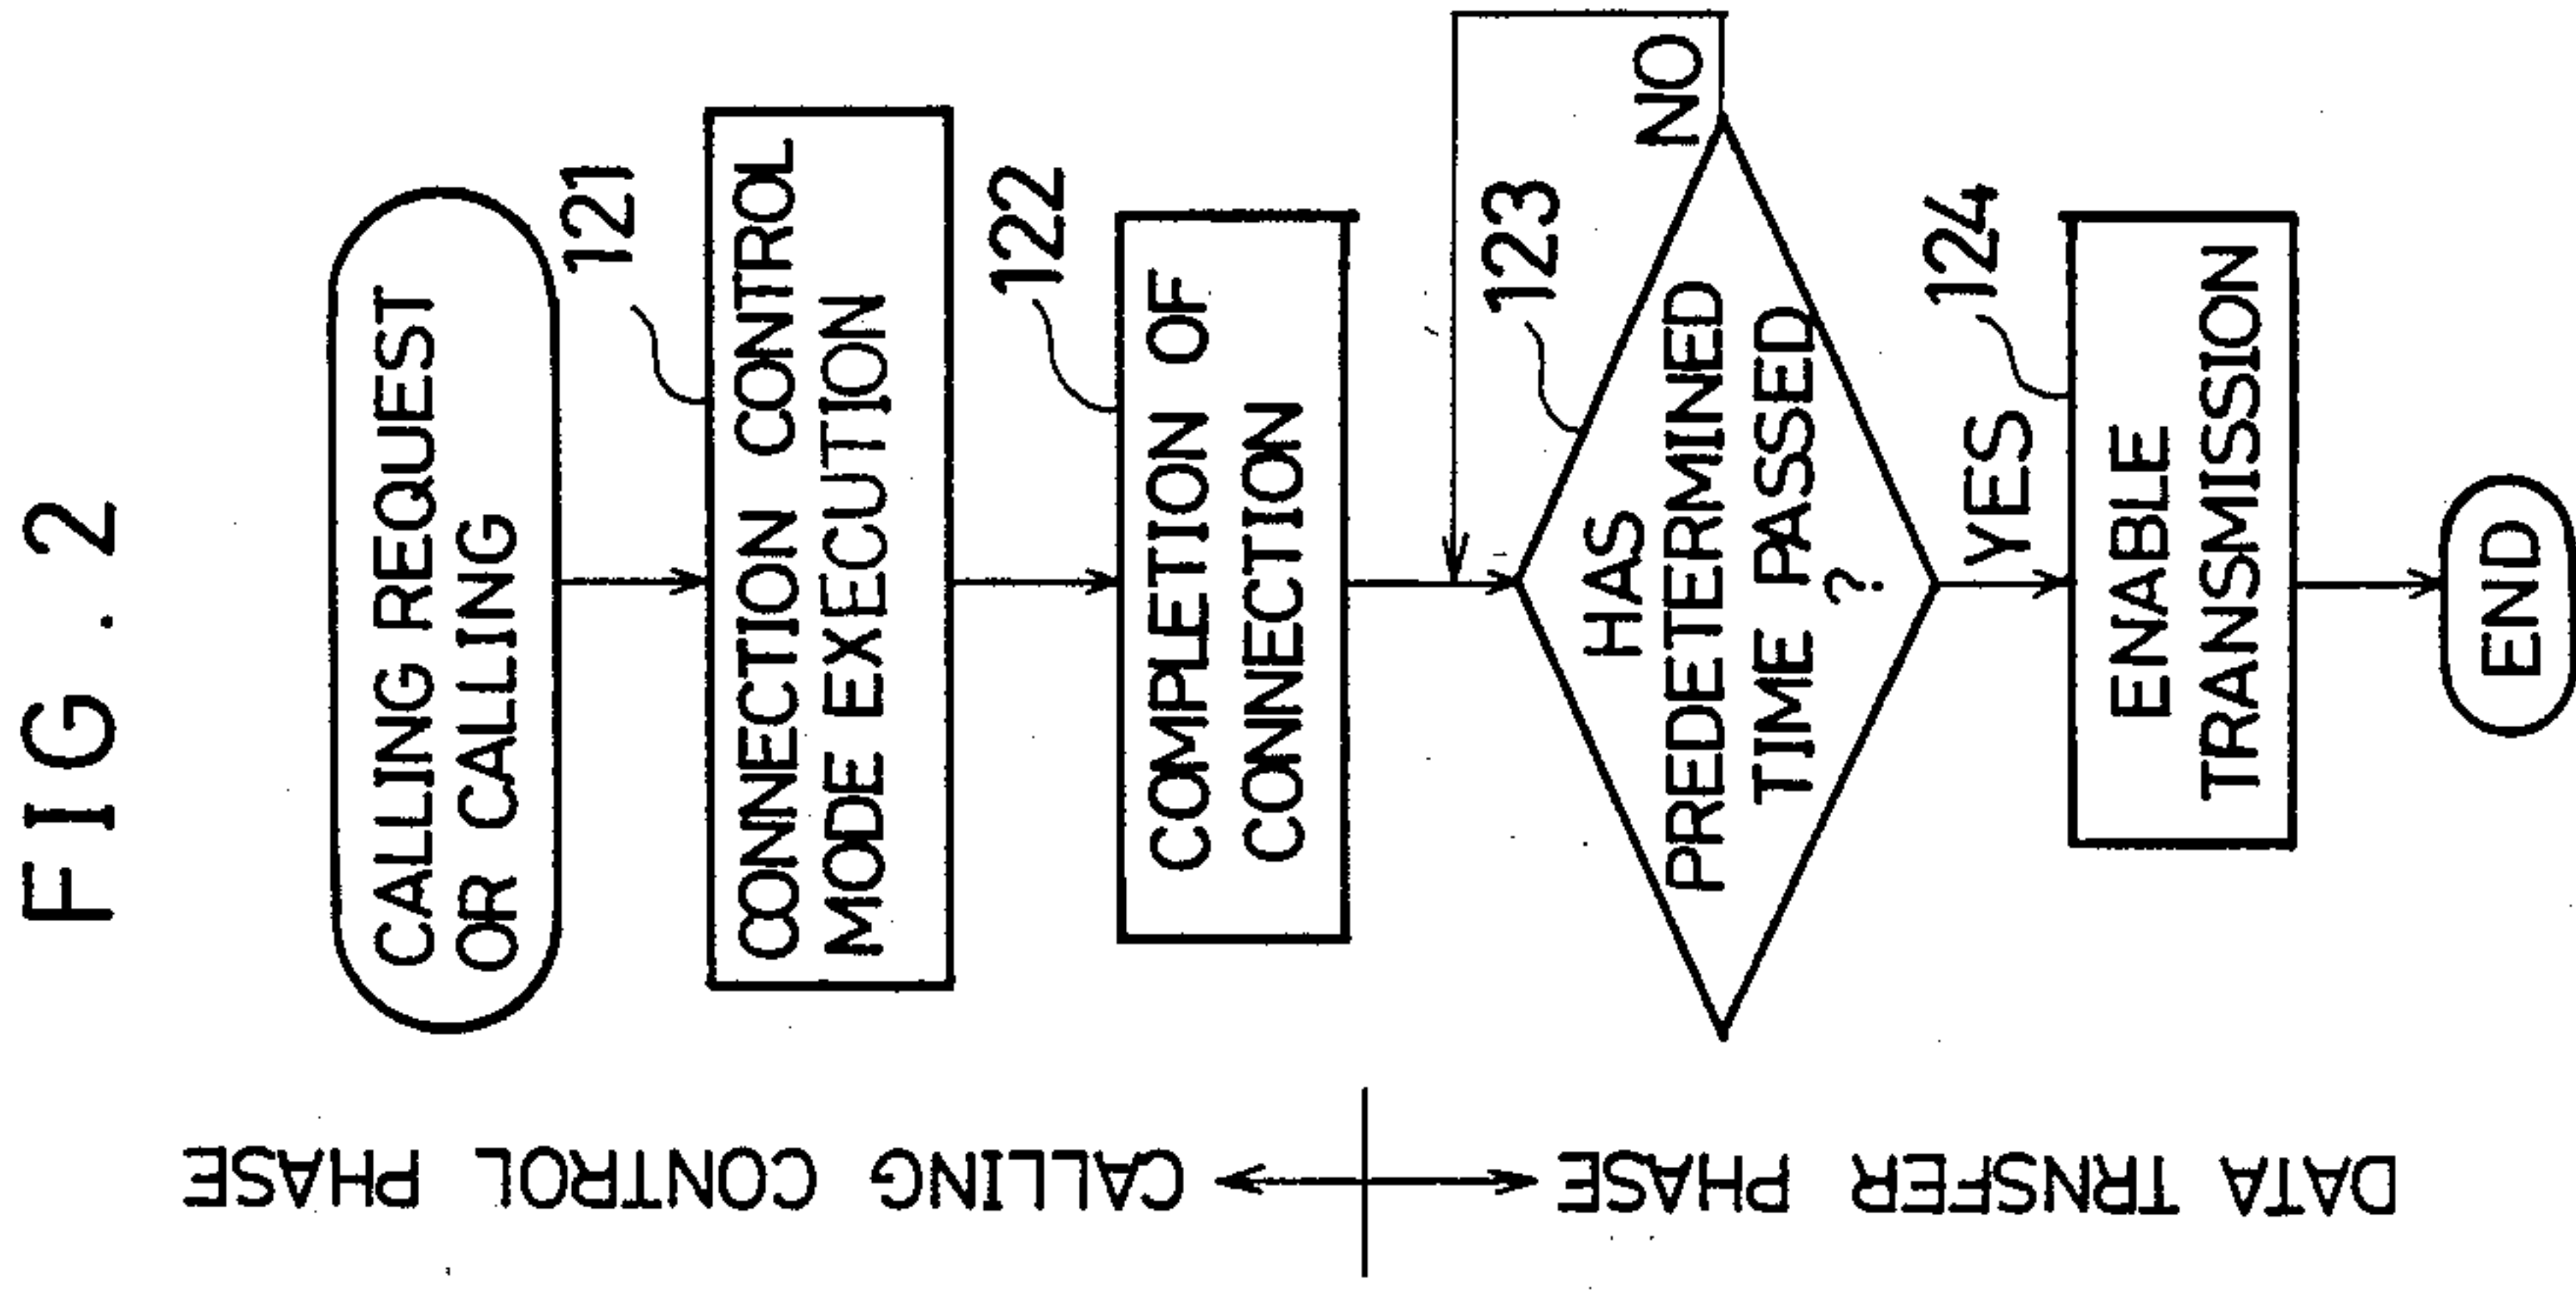 FIG. 2
CALLING REQUEST
OR CALLING
121
CONNECTION CONTROL
MODE EXECUTION
122
COMPLETION OF
CONNECTION
123
HAS
PREDETERMINED
TIME PASSED
?
NO
YES
124
ENABLE
TRANSMISSION
END
CALLING CONTROL PHASE
DATA TRNSFER PHASE